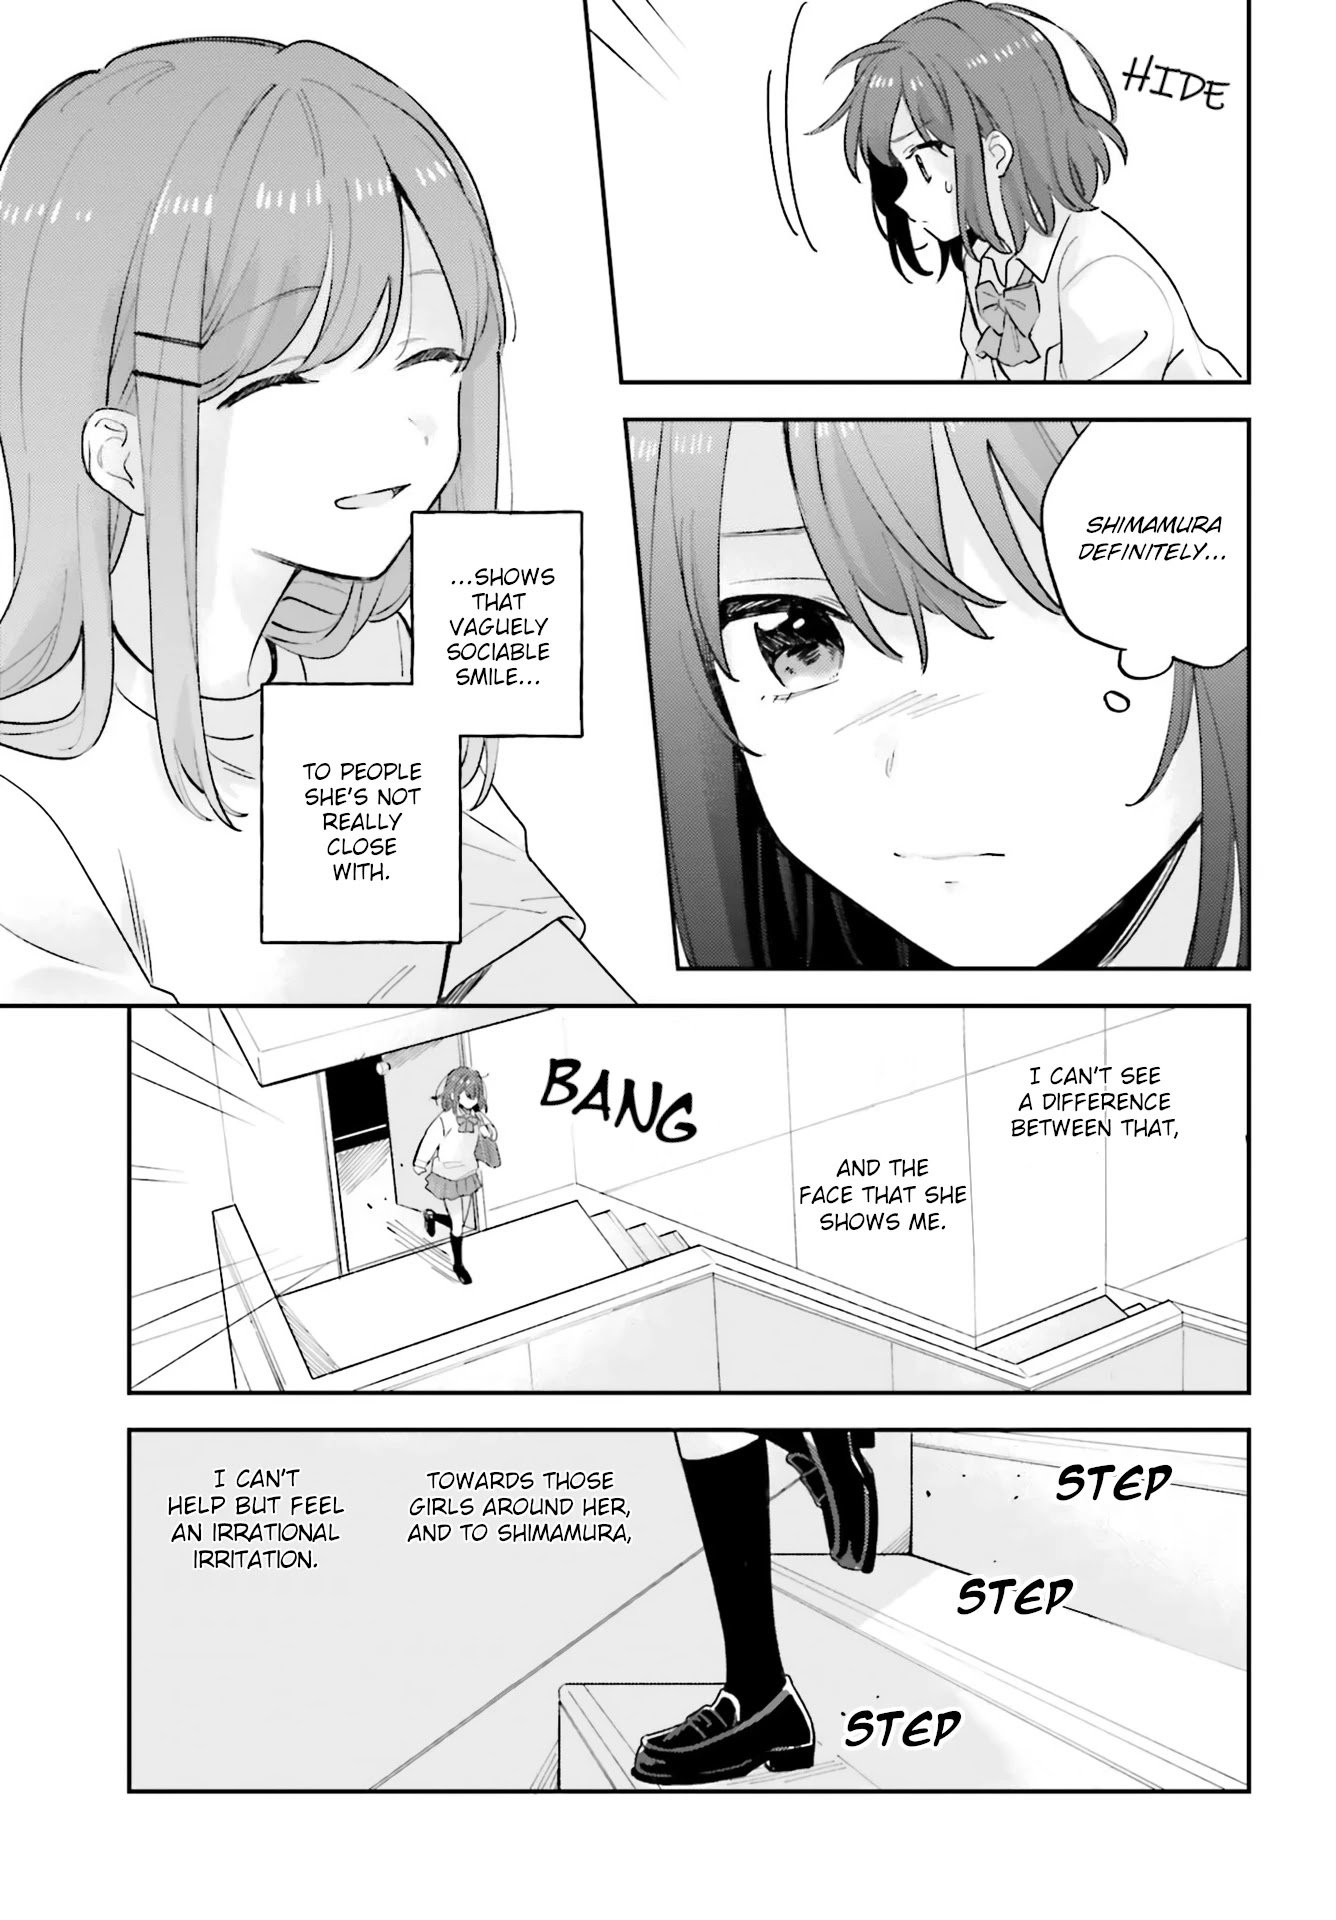 HIDE
SHIMAMURA
DEFINITELY...
...SHOWS
THAT
VAGUELY
SOCIABLE
SMILE...
TO PEOPLE
SHE'S NOT
REALLY
CLOSE
WITH.
I CAN'T SEE
A DIFFERENCE
BETWEEN THAT,
BANG
AND THE
FACE THAT SHE
SHOWS ME.
STEP
STEP
STEP
TOWARDS THOSE
GIRLS AROUND HER,
AND TO SHIMAMURA,
I CAN'T
HELP BUT FEEL
AN IRRATIONAL
IRRITATION.